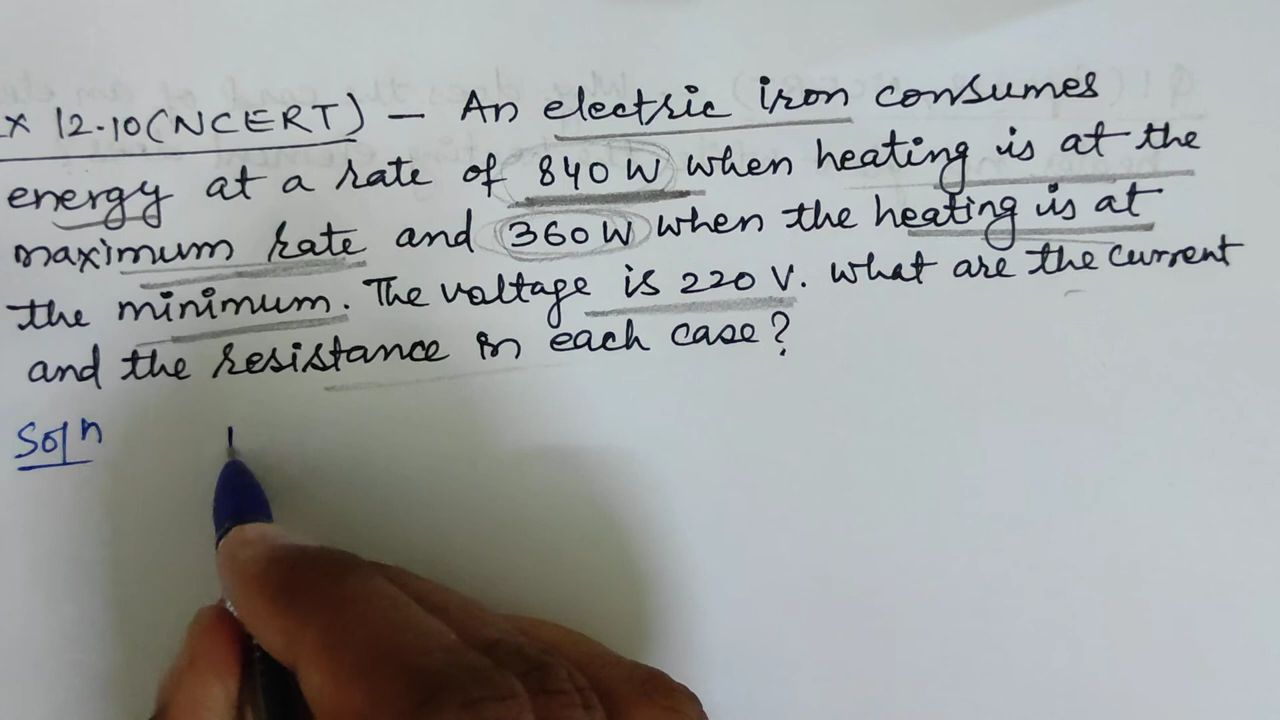 x 12.10 (NCERT) – An electric iron consumes
energy at a rate of 840 W when heating is at the
maximum rate and 360 W when the heating is at
the minimum. The voltage is 220 V. what are the current
and the resistance in each case?
Solⁿ